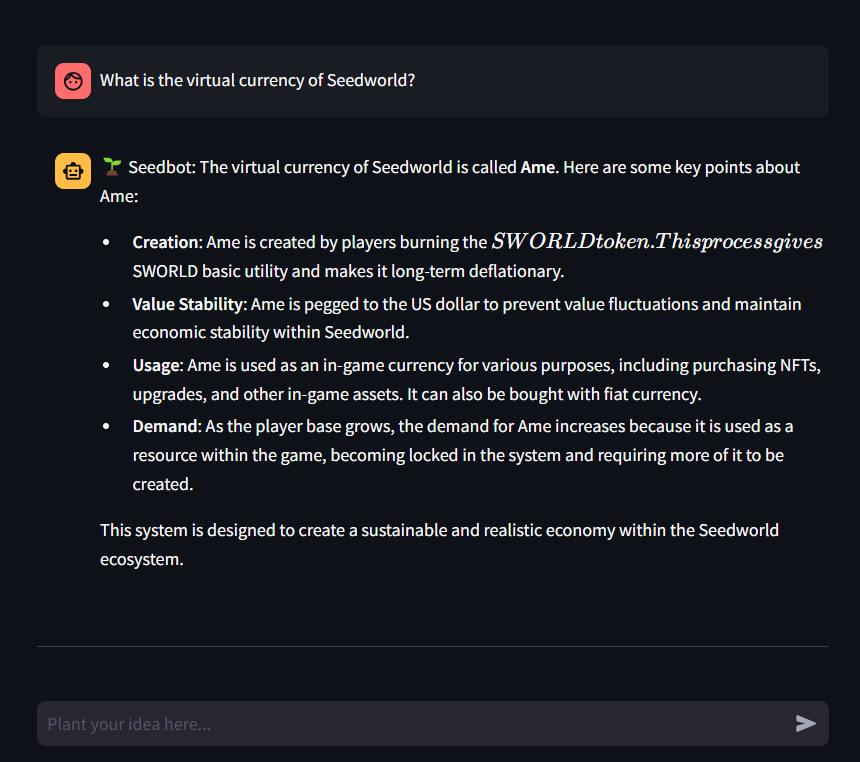 What is the virtual currency of Seedworld?
🌱 Seedbot: The virtual currency of Seedworld is called Ame. Here are some key points about
Ame:
• Creation: Ame is created by players burning the SWORLDtoken.Thisprocessgives
SWORLD basic utility and makes it long-term deflationary.
• Value Stability: Ame is pegged to the US dollar to prevent value fluctuations and maintain
economic stability within Seedworld.
• Usage: Ame is used as an in-game currency for various purposes, including purchasing NFTs,
upgrades, and other in-game assets. It can also be bought with fiat currency.
• Demand: As the player base grows, the demand for Ame increases because it is used as a
resource within the game, becoming locked in the system and requiring more of it to be
created.
This system is designed to create a sustainable and realistic economy within the Seedworld
ecosystem.
Plant your idea here...